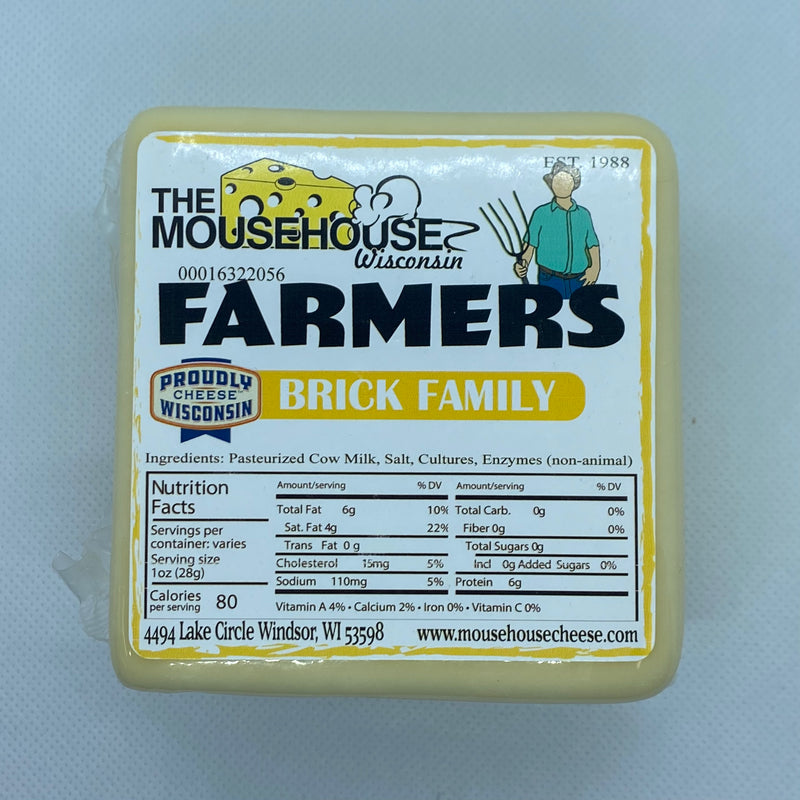 EST. 1988
THE
MOUSEHOUSE
Wisconsin
00016322056
FARMERS
PROUDLY
CHEESE
WISCONSIN
BRICK FAMILY
Ingredients: Pasteurized Cow Milk, Salt, Cultures, Enzymes (non-animal)
Nutrition
Facts
Servings per
container: varies
Serving size
1oz (28g)
Calories
per serving 80
Amount/serving % DV
Total Fat 6g 10%
Sat. Fat 4g 22%
Trans Fat 0 g
Cholesterol 15mg 5%
Sodium 110mg 5%
Amount/serving % DV
Total Carb. 0g 0%
Fiber 0g 0%
Total Sugars 0g
Incl 0g Added Sugars 0%
Protein 6g
Vitamin A 4% • Calcium 2% • Iron 0% • Vitamin C 0%
4494 Lake Circle Windsor, WI 53598 www.mousehousecheese.com